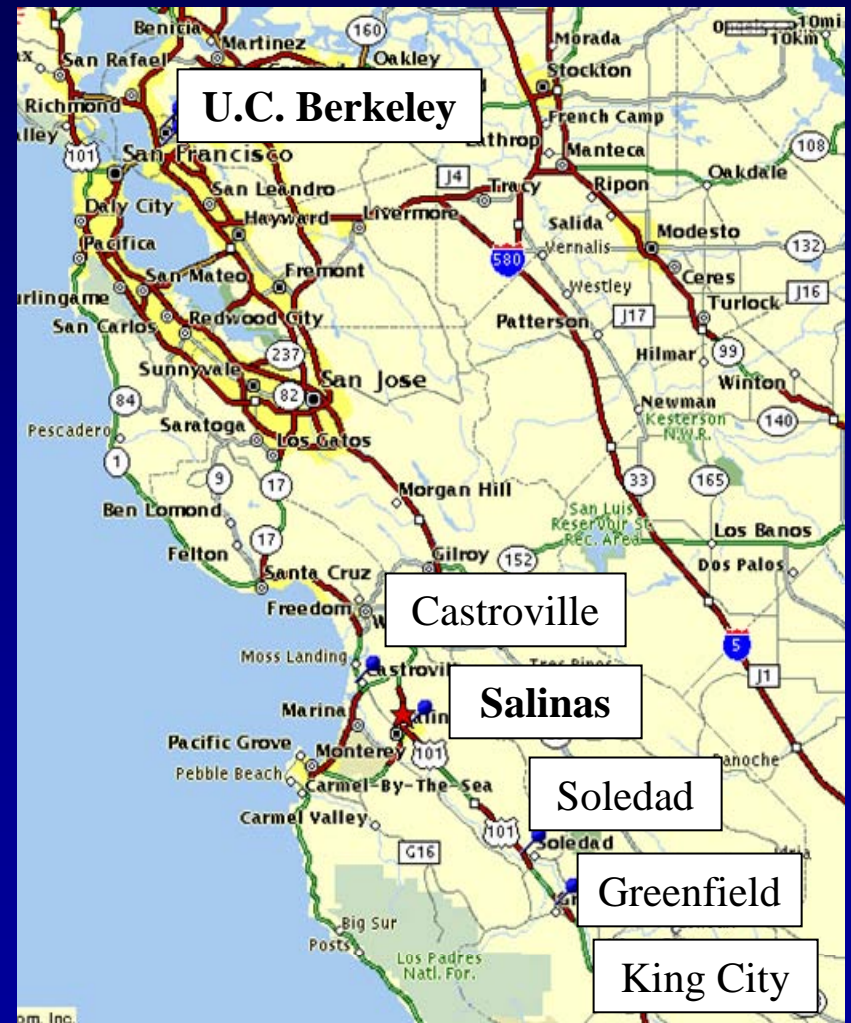 Benicia
Martinez
160
Morada
10mi
10km
San Rafael
Oakley
Stockton
Richmond
U.C. Berkeley
French Camp
Lathrop
Manteca
108
101
San Francisco
J4
Tracy
Ripon
Oakdale
San Leandro
Daly City
Hayward
Livermore
Salida
Modesto
Pacifica
580
Vernalis
132
San Mateo
Fremont
Ceres
Westley
J16
Turlock
San Carlos
Redwood City
Patterson
J17
237
Hilmar
99
Sunnyvale
San Jose
Winton
82
84
Newman
Pescadero
Saratoga
Kesterson
N.W.R.
140
Los Gatos
1
9
17
33
165
Morgan Hill
Ben Lomond
San Luis
Reservoir St.
Rec. Area
17
Los Banos
Felton
Gilroy
152
Dos Palos
Santa Cruz
Freedom
Castroville
5
Moss Landing
J1
Marina
Salinas
Pacific Grove
Monterey
101
Pebble Beach
Carmel-By-The-Sea
Soledad
Carmel Valley
101
G16
Soledad
Greenfield
Big Sur
Posts
Los Padres
Natl. For.
King City